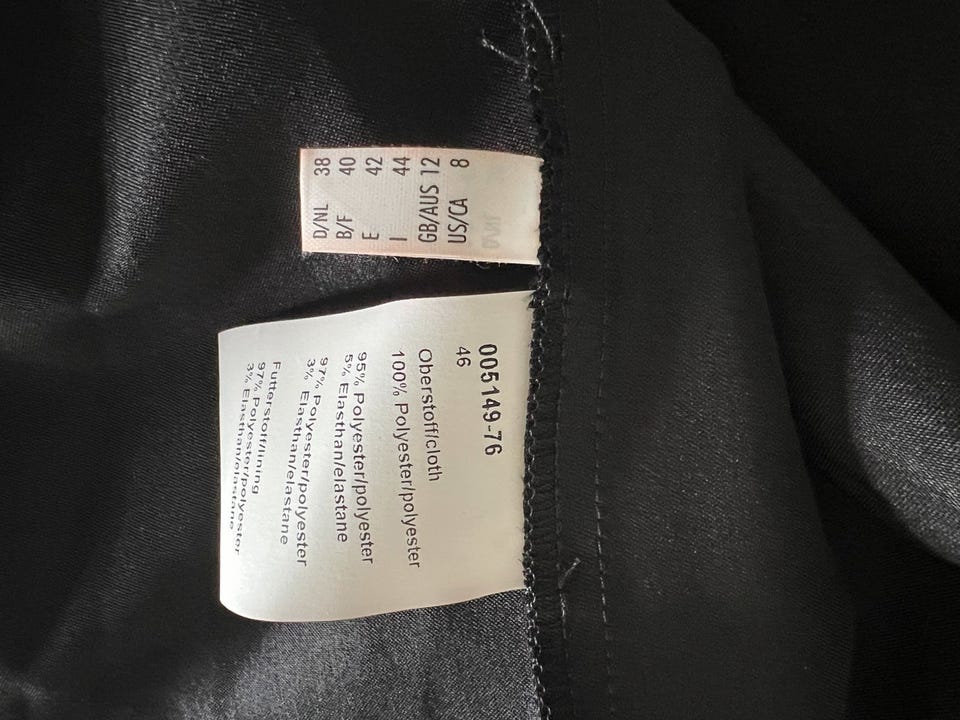 D/NL 38
B/F 40
E 42
I 44
GB/AUS 12
US/CA 8
005149-76
46
Oberstoff/cloth
100% Polyester/polyester
95% Polyester/polyester
5% Elasthan/elastane
97% Polyester/polyester
3% Elasthan/elastane
Futterstoff/lining
97% Polyester/polyester
3% Elasthan/elastane